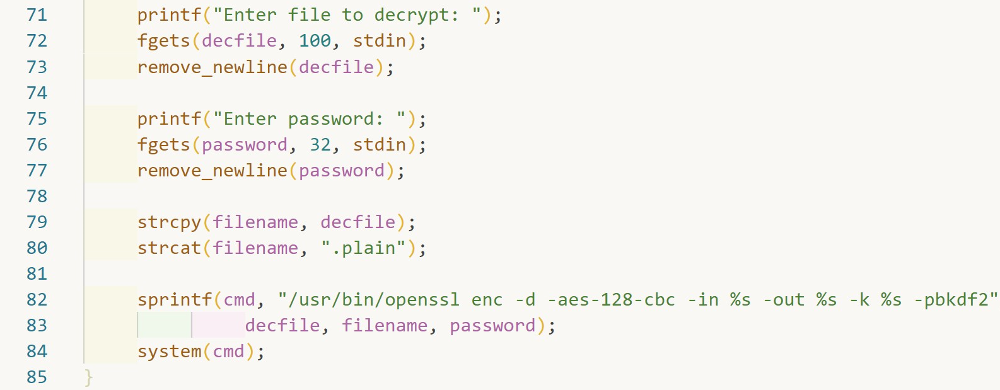 71 printf("Enter file to decrypt: ");
72 fgets(decfile, 100, stdin);
73 remove_newline(decfile);
74
75 printf("Enter password: ");
76 fgets(password, 32, stdin);
77 remove_newline(password);
78
79 strcpy(filename, decfile);
80 strcat(filename, ".plain");
81
82 sprintf(cmd, "/usr/bin/openssl enc -d -aes-128-cbc -in %s -out %s -k %s -pbkdf2"
83 decfile, filename, password);
84 system(cmd);
85 }